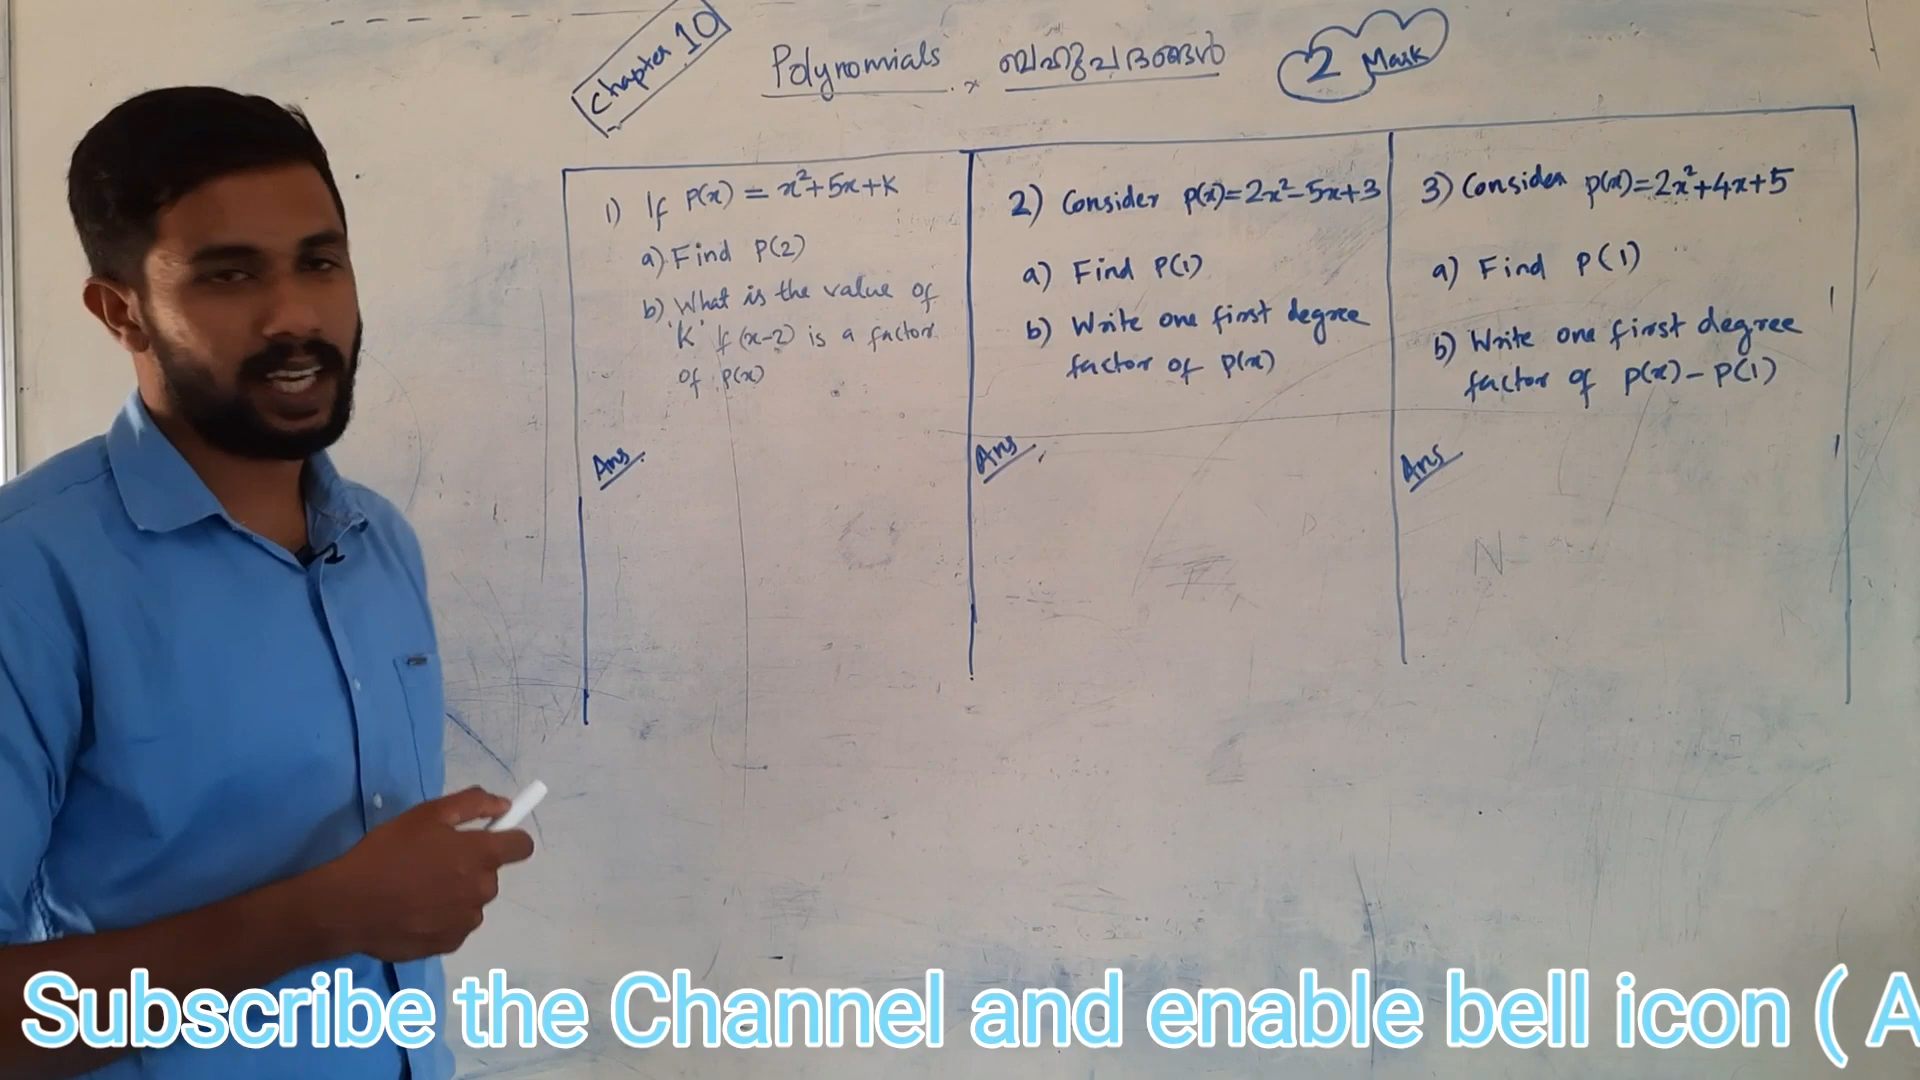 Chapter 10
Polynomials
ബഹുപദങ്ങൾ
2 Mark
1) If P(x) = x²+5x+k
a) Find P(2)
b) What is the value of
'K' if (x-2) is a factor
of p(x)
Ans
2) Consider p(x)=2x²-5x+3
a) Find P(1)
b) Write one first degree
factor of p(x)
Ans
3) Consider p(x)=2x²+4x+5
a) Find P(1)
b) Write one first degree
factor of p(x)-P(1)
Ans
Subscribe the Channel and enable bell icon ( A